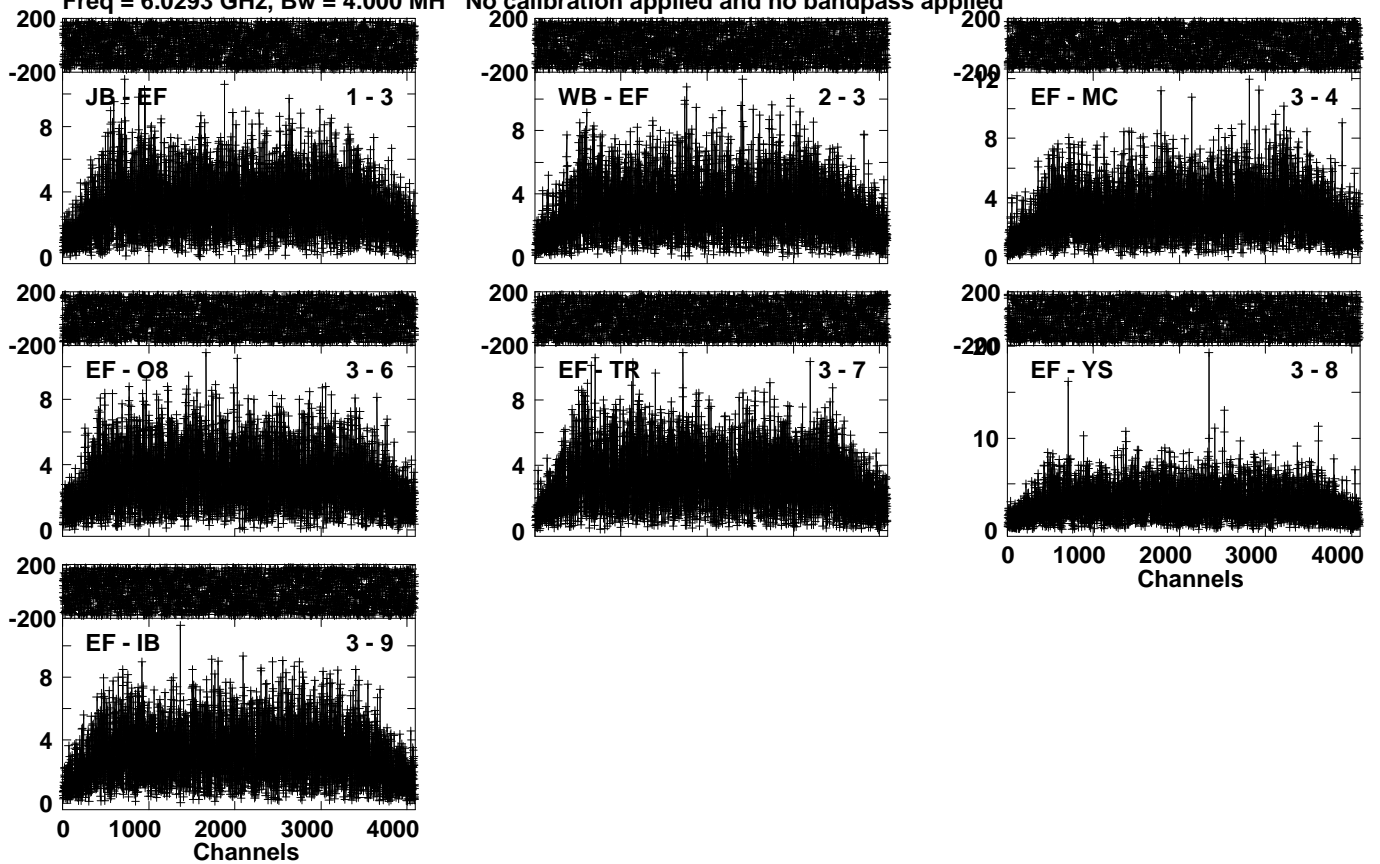 Freq = 6.0293 GHz, Bw = 4.000 MH No calibration applied and no bandpass applied
200
-200
JB - EF 1 - 3
8
4
0
200
-200
WB - EF 2 - 3
8
4
0
200
-200
12
EF - MC 3 - 4
8
4
0
200
-200
EF - O8 3 - 6
8
4
0
EF - TR 3 - 7
8
4
0
200
-200
20
EF - YS 3 - 8
10
0
0 1000 2000 3000 4000
Channels
200
-200
EF - IB 3 - 9
8
4
0
0 1000 2000 3000 4000
Channels